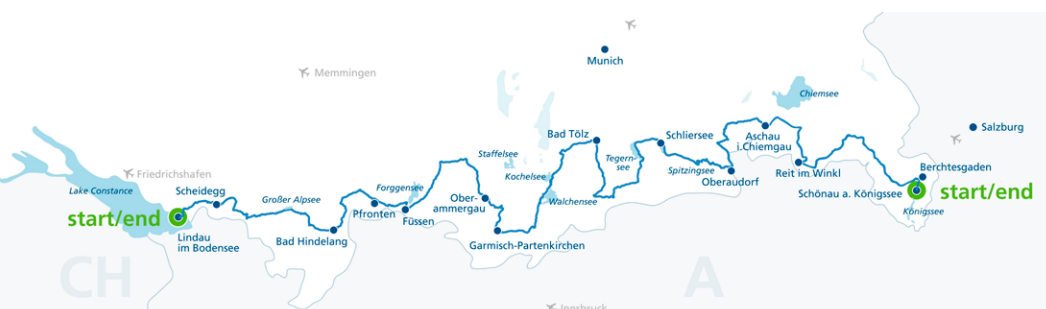 Munich
Memmingen
Chiemsee
Salzburg
Bad Tölz
Schliersee
Aschau
i.Chiemgau
Staffelsee
Tegern-
see
Friedrichshafen
Kochelsee
Spitzingsee
Oberaudorf
Reit im Winkl
Berchtesgaden
Lake Constance
Scheidegg
Großer Alpsee
Forggensee
Ober-
ammergau
Walchensee
Schönau a. Königssee
start/end
start/end
Pfronten
Füssen
Königssee
Lindau
im Bodensee
Bad Hindelang
Garmisch-Partenkirchen
CH
A
Innsbruck